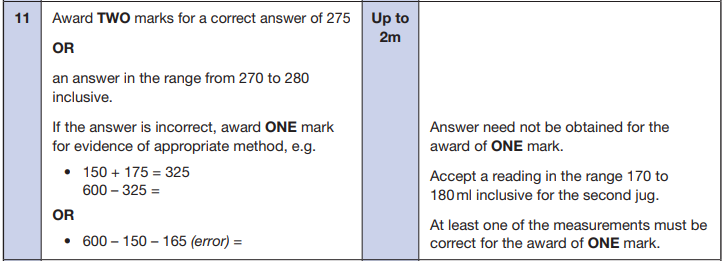 11
Award TWO marks for a correct answer of 275
OR
an answer in the range from 270 to 280
inclusive.
If the answer is incorrect, award ONE mark
for evidence of appropriate method, e.g.
• 150 + 175 = 325
600 – 325 =
OR
• 600 – 150 – 165 (error) =
Up to
2m
Answer need not be obtained for the
award of ONE mark.
Accept a reading in the range 170 to
180 ml inclusive for the second jug.
At least one of the measurements must be
correct for the award of ONE mark.